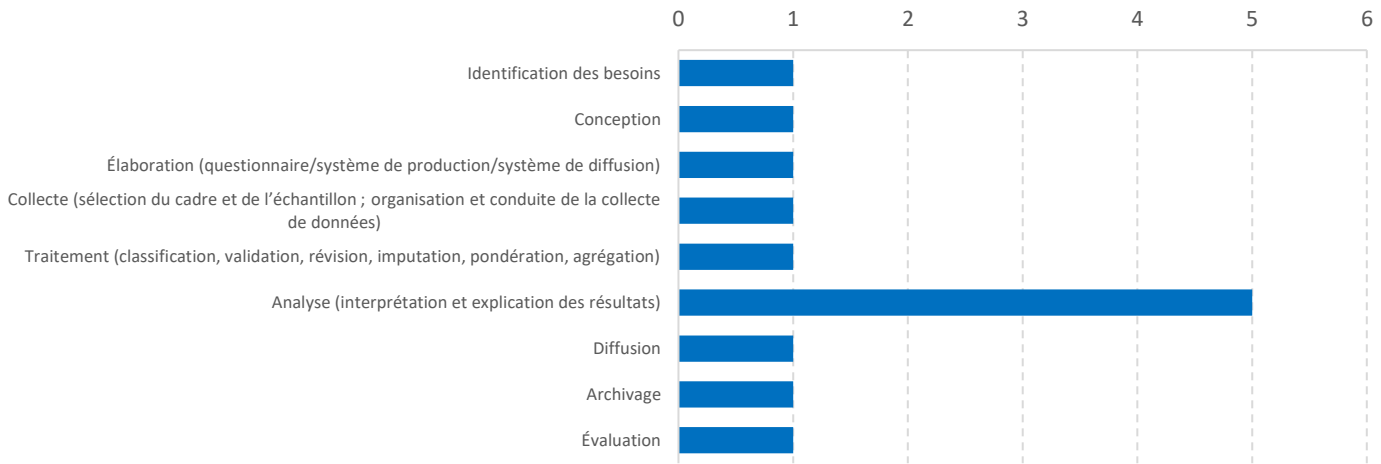 0 1 2 3 4 5 6
Identification des besoins
Conception
Élaboration (questionnaire/système de production/système de diffusion)
Collecte (sélection du cadre et de l’échantillon ; organisation et conduite de la collecte
de données)
Traitement (classification, validation, révision, imputation, pondération, agrégation)
Analyse (interprétation et explication des résultats)
Diffusion
Archivage
Évaluation